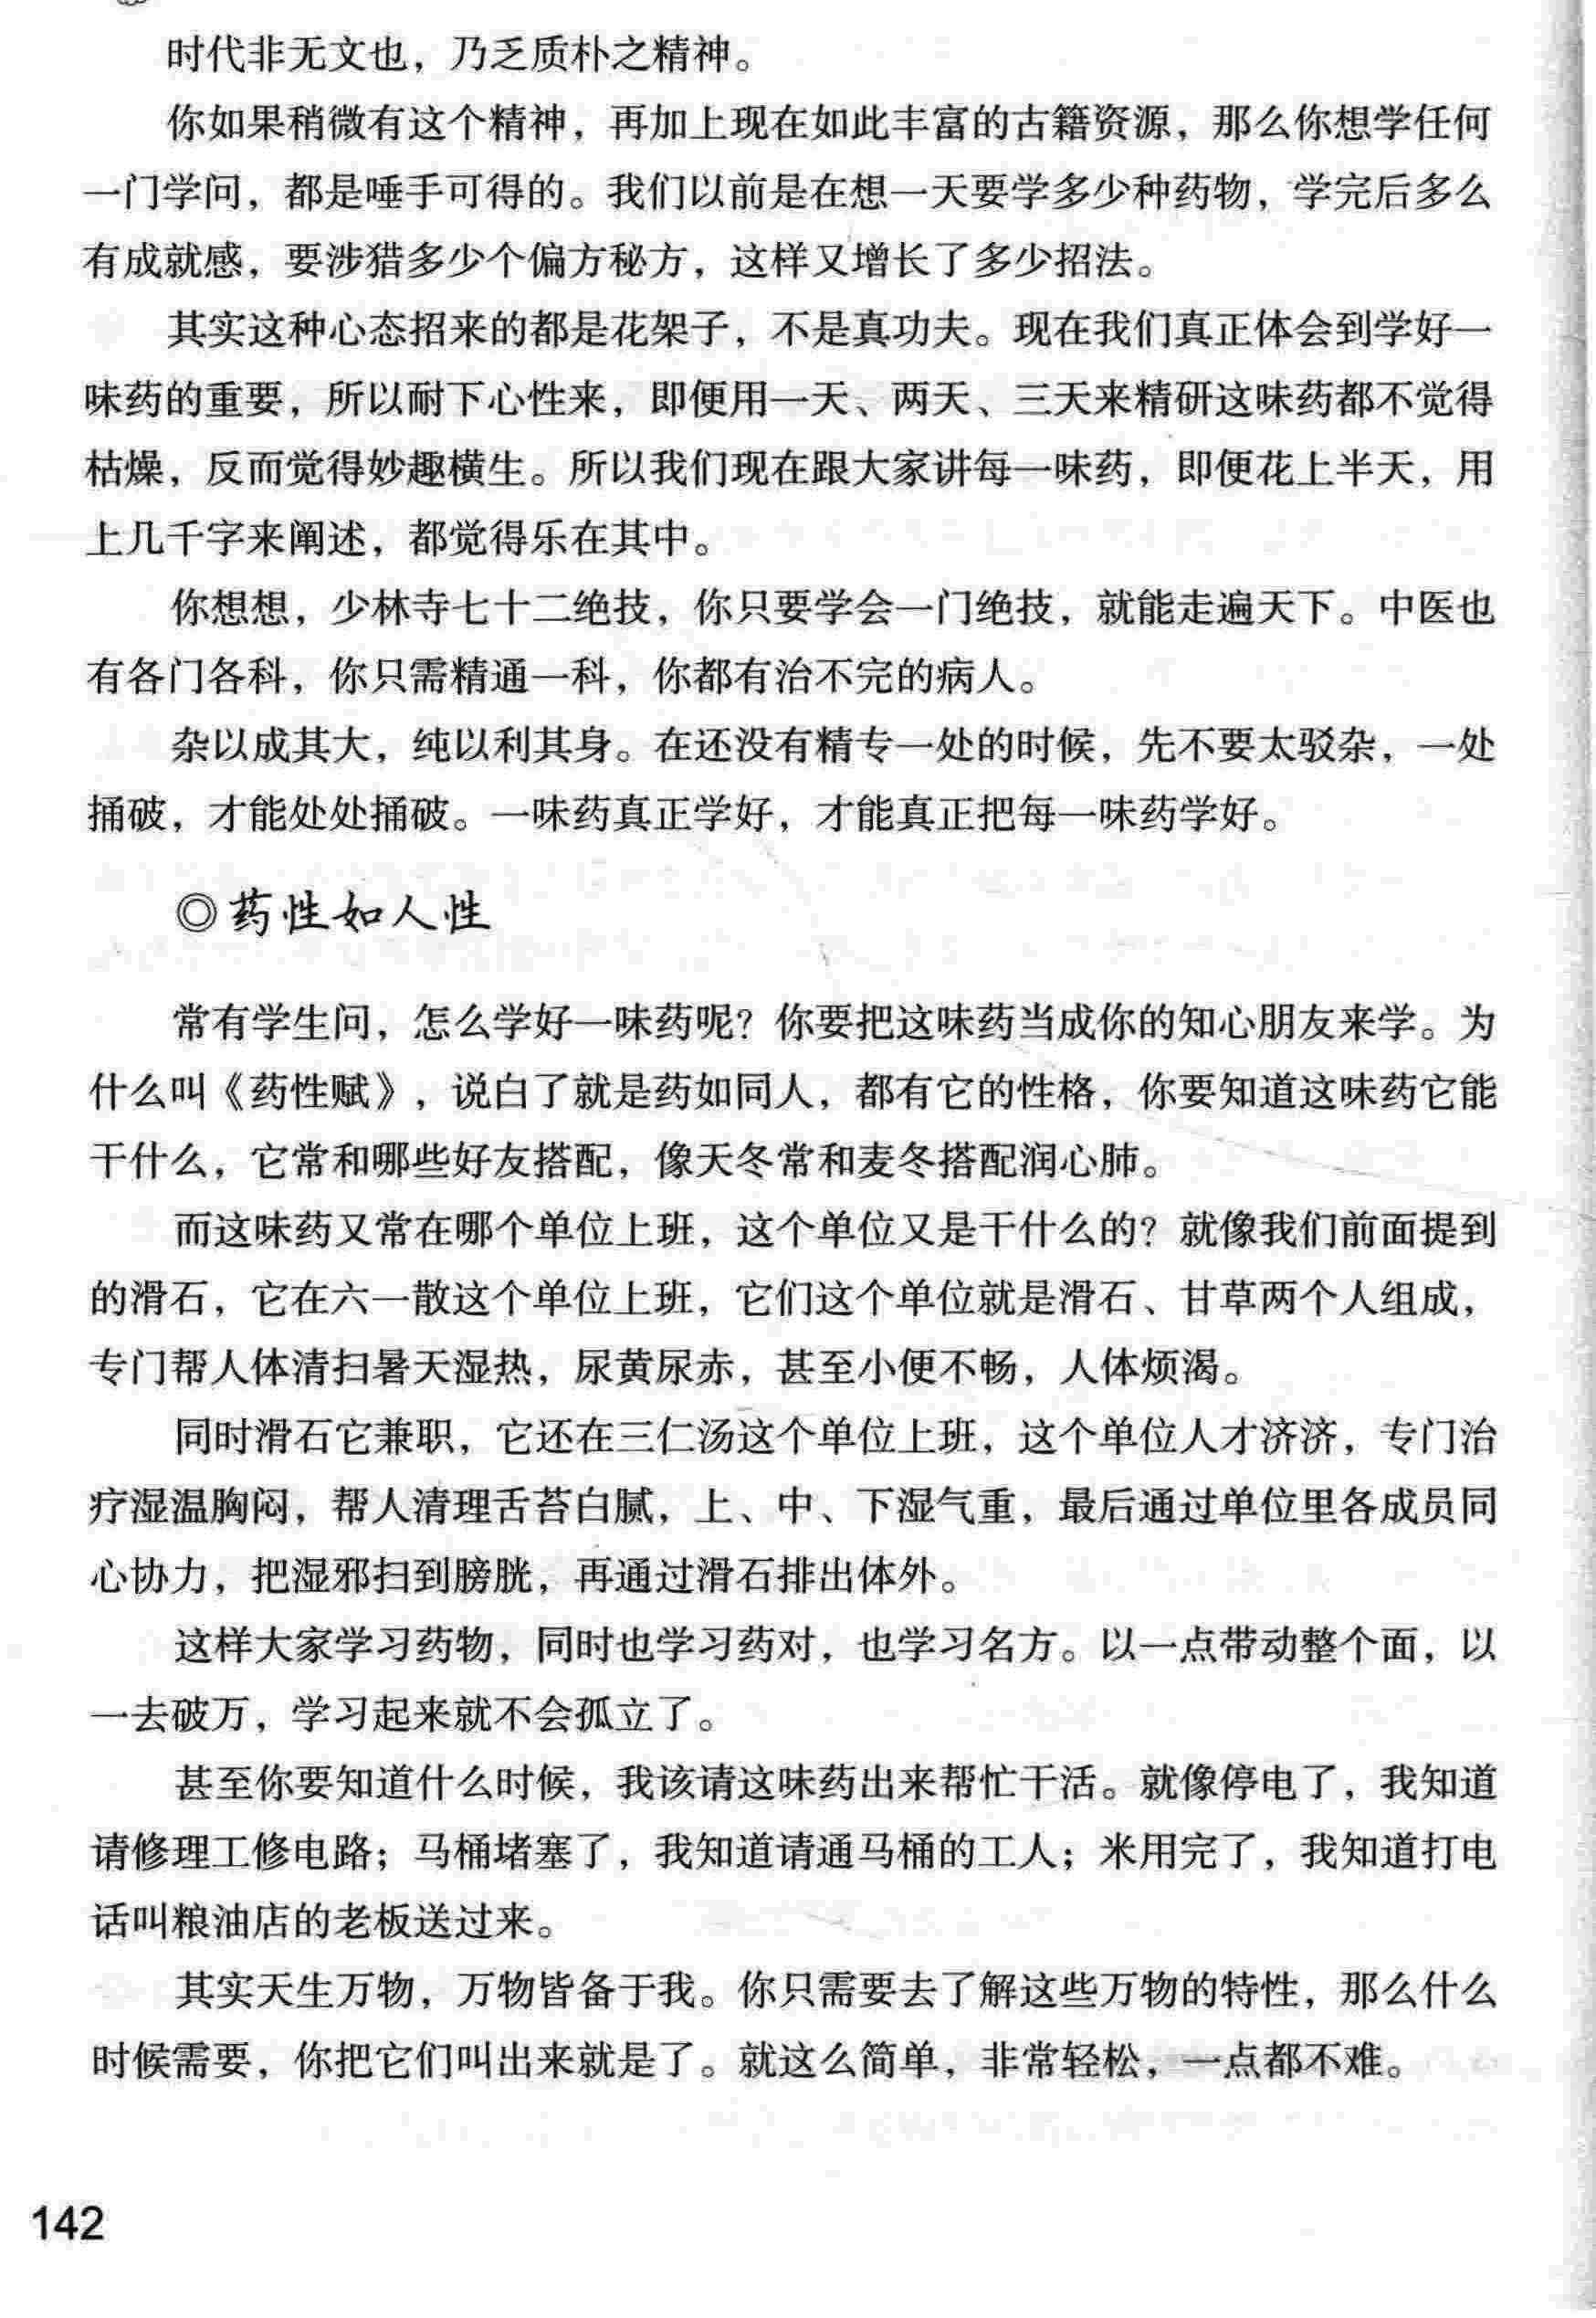 时代非无文也，乃乏质朴之精神。
你如果稍微有这个精神，再加上现在如此丰富的古籍资源，那么你想学任何
一门学问，都是唾手可得的。我们以前是在想一天要学多少种药物，学完后多么
有成就感，要涉猎多少个偏方秘方，这样又增长了多少招法。
其实这种心态招来的都是花架子，不是真功夫。现在我们真正体会到学好一
味药的重要，所以耐下心性来，即便用一天、两天、三天来精研这味药都不觉得
枯燥，反而觉得妙趣横生。所以我们现在跟大家讲每一味药，即便花上半天，用
上几千字来阐述，都觉得乐在其中。
你想想，少林寺七十二绝技，你只要学会一门绝技，就能走遍天下。中医也
有各门各科，你只需精通一科，你都有治不完的病人。
杂以成其大，纯以利其身。在还没有精专一处的时候，先不要太驳杂，一处
捅破，才能处处捅破。一味药真正学好，才能真正把每一味药学好。
◎药性如人性
常有学生问，怎么学好一味药呢？你要把这味药当成你的知心朋友来学。为
什么叫《药性赋》，说白了就是药如同人，都有它的性格，你要知道这味药它能
干什么，它常和哪些好友搭配，像天冬常和麦冬搭配润心肺。
而这味药又常在哪个单位上班，这个单位又是干什么的？就像我们前面提到
的滑石，它在六一散这个单位上班，它们这个单位就是滑石、甘草两个人组成，
专门帮人体清扫暑天湿热，尿黄尿赤，甚至小便不畅，人体烦渴。
同时滑石它兼职，它还在三仁汤这个单位上班，这个单位人才济济，专门治
疗湿温胸闷，帮人清理舌苔白腻，上、中、下湿气重，最后通过单位里各成员同
心协力，把湿邪扫到膀胱，再通过滑石排出体外。
这样大家学习药物，同时也学习药对，也学习名方。以一点带动整个面，以
一去破万，学习起来就不会孤立了。
甚至你要知道什么时候，我该请这味药出来帮忙干活。就像停电了，我知道
请修理工修电路；马桶堵塞了，我知道请通马桶的工人；米用完了，我知道打电
话叫粮油店的老板送过来。
其实天生万物，万物皆备于我。你只需要去了解这些万物的特性，那么什么
时候需要，你把它们叫出来就是了。就这么简单，非常轻松，一点都不难。
142